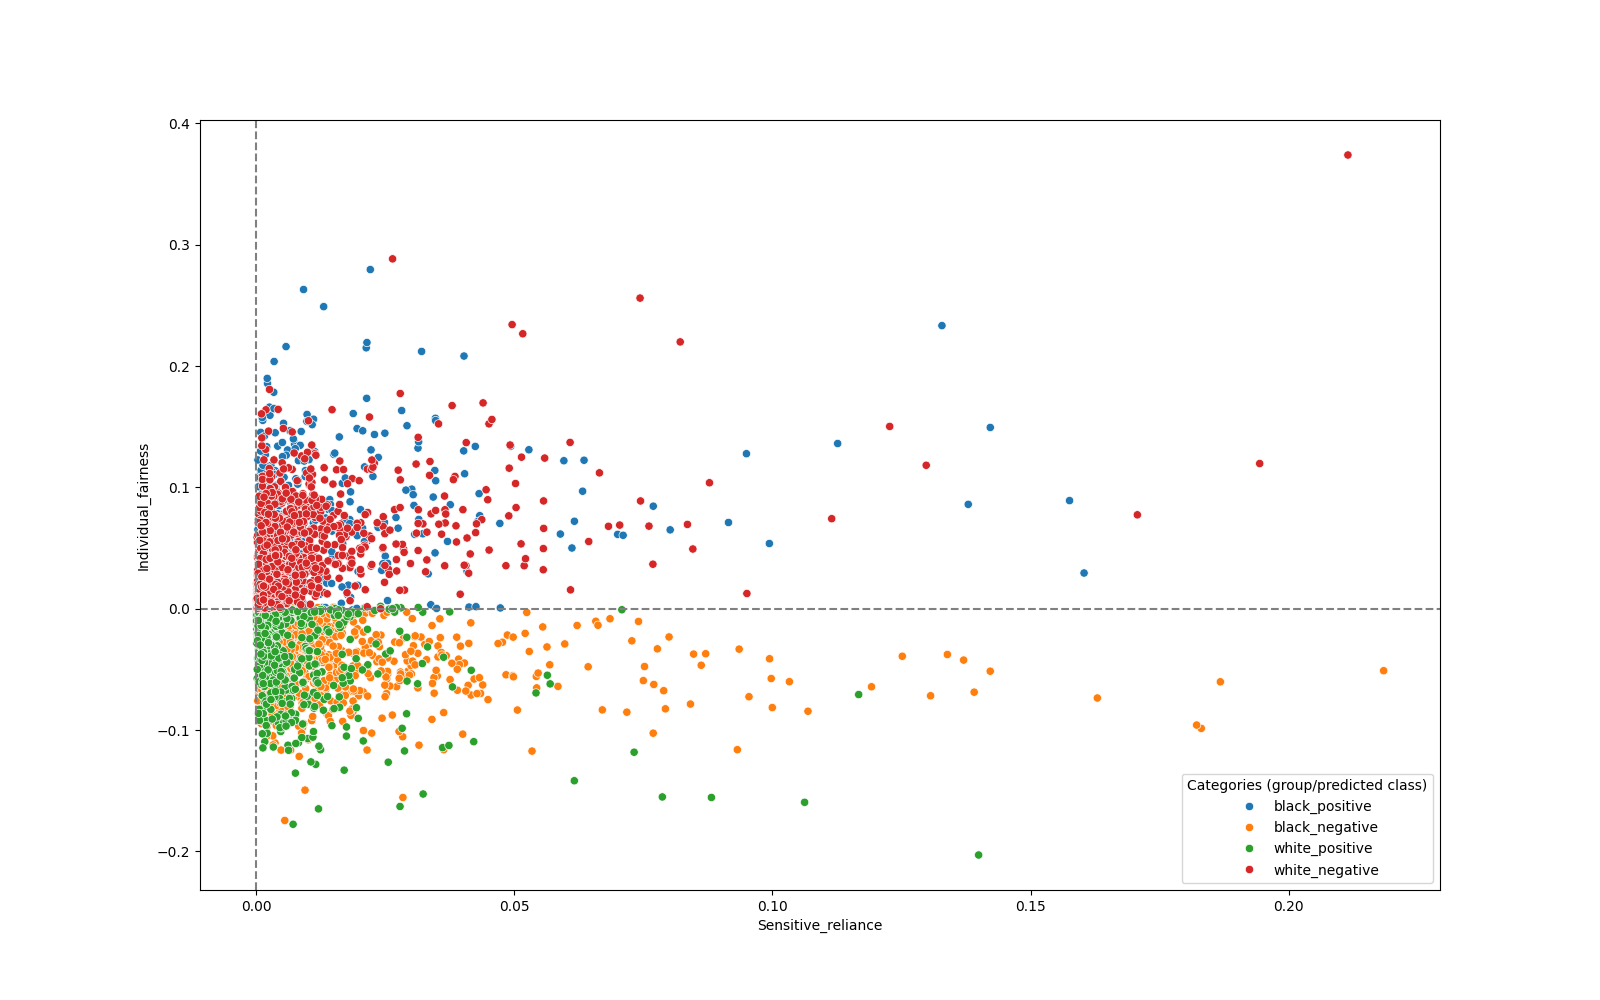 0.4
0.3
0.2
0.1
0.0
−0.1
−0.2
Individual_fairness
0.00
0.05
0.10
0.15
0.20
Sensitive_reliance
Categories (group/predicted class)
black_positive
black_negative
white_positive
white_negative